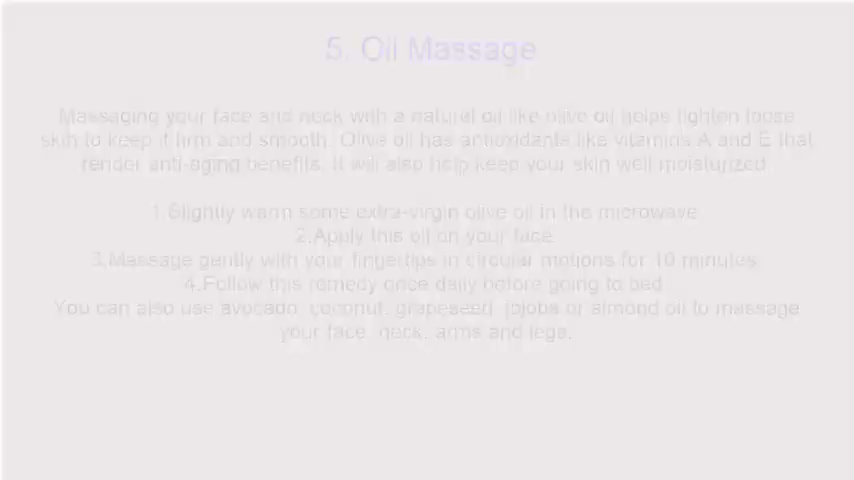 5. Oil Massage
Massaging your face and neck with a natural oil like olive oil helps tighten loose
skin to keep it firm and smooth. Olive oil has antioxidants like vitamins A and E that
render anti-aging benefits. It will also help keep your skin well moisturized.
1.Slightly warm some extra-virgin olive oil in the microwave.
2.Apply this oil on your face.
3.Massage gently with your fingertips in circular motions for 10 minutes.
4.Follow this remedy once daily before going to bed.
You can also use avocado, coconut, grapeseed, jojoba or almond oil to massage
your face, neck, arms and legs.